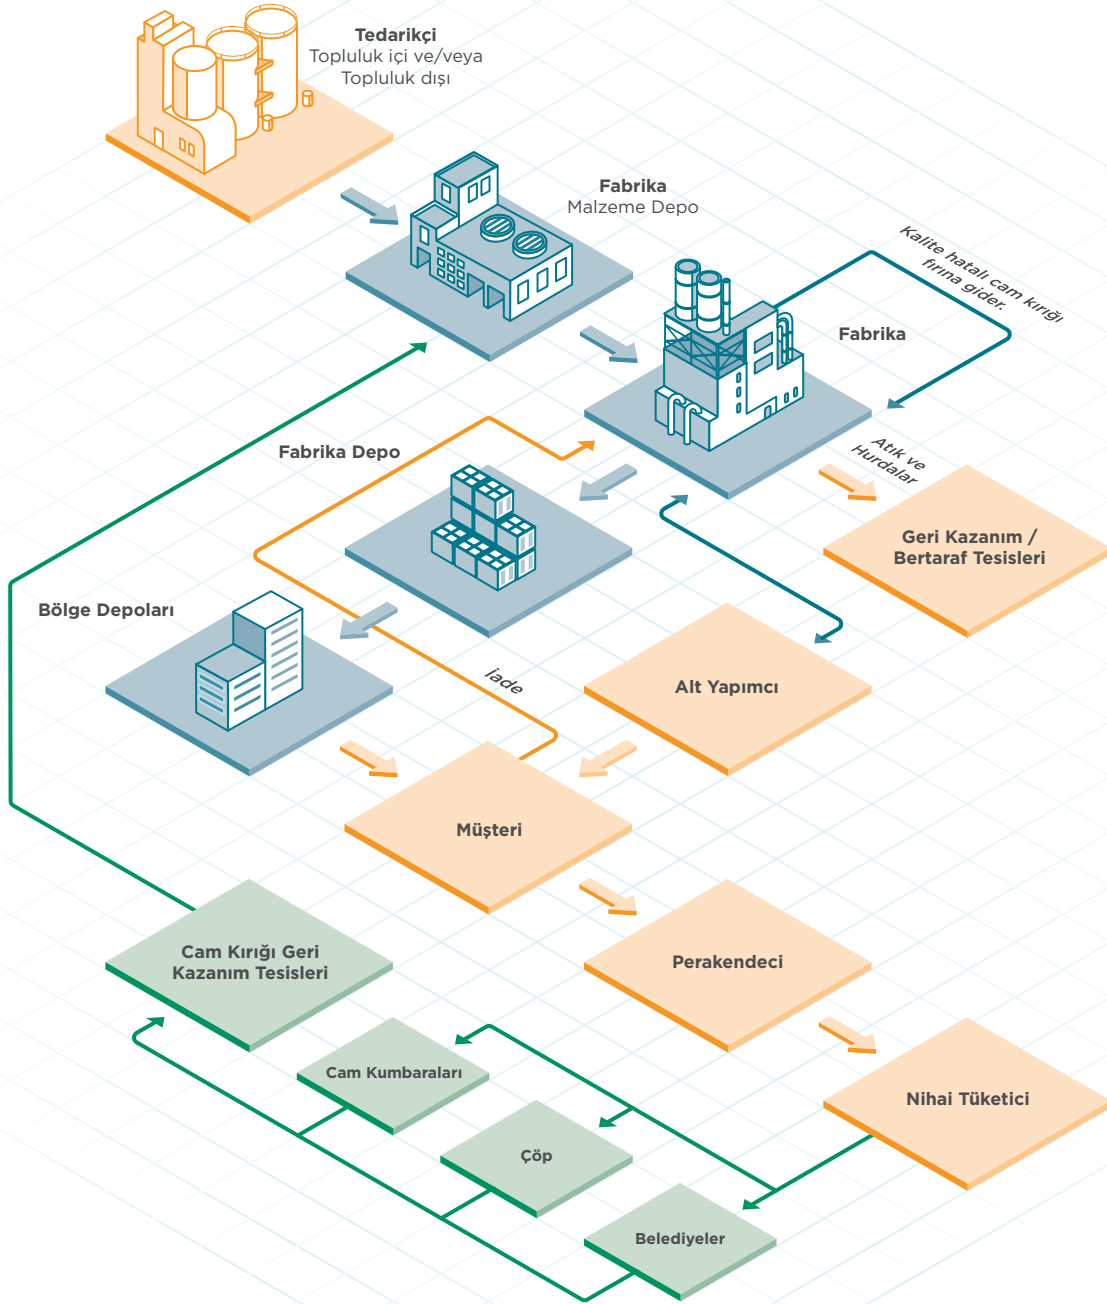 Tedarikçi
Topluluk içi ve/veya
Topluluk dışı
Fabrika
Malzeme Depo
Kalite hatalı cam kırığı
fırına gider.
Fabrika
Fabrika Depo
Atık ve
Hurdalar
Geri Kazanım /
Bertaraf Tesisleri
Bölge Depoları
İade
Alt Yapımcı
Müşteri
Cam Kırığı Geri
Kazanım Tesisleri
Perakendeci
Cam Kumbaraları
Nihai Tüketici
Çöp
Belediyeler